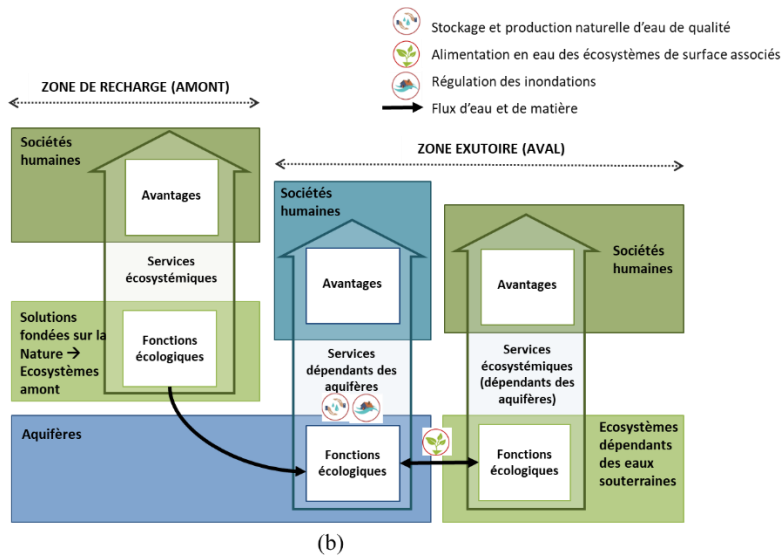 Stockage et production naturelle d'eau de qualité
Alimentation en eau des écosystèmes de surface associés
Régulation des inondations
Flux d'eau et de matière
ZONE DE RECHARGE (AMONT)
ZONE EXUTOIRE (AVAL)
Sociétés
humaines
Avantages
Services
écosystémiques
Solutions
fondées sur la
Nature →
Ecosystèmes
amont
Fonctions
écologiques
Sociétés
humaines
Avantages
Services
dépendants des
aquifères
Aquifères
Fonctions
écologiques
Sociétés
humaines
Avantages
Services
écosystémiques
(dépendants des
aquifères)
Fonctions
écologiques
Ecosystèmes
dépendants
des eaux
souterraines
(b)